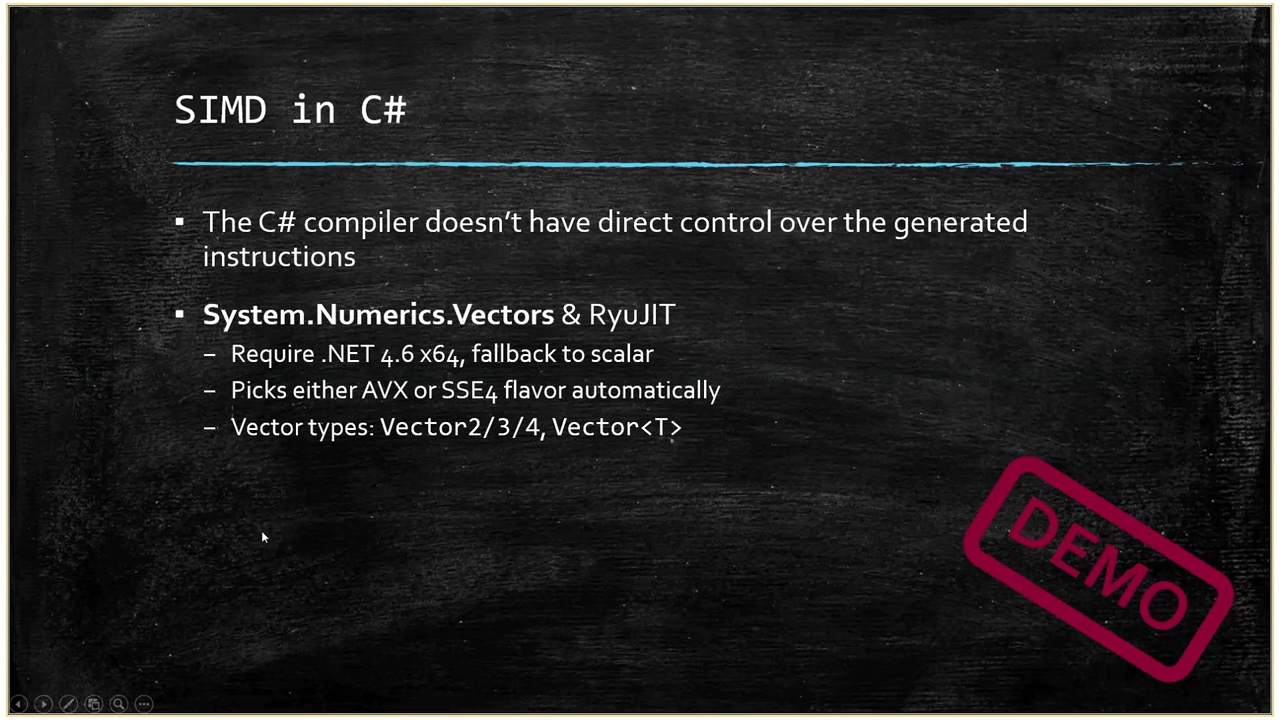 SIMD in C#
▪ The C# compiler doesn’t have direct control over the generated
instructions
▪ System.Numerics.Vectors & RyuJIT
– Require .NET 4.6 x64, fallback to scalar
– Picks either AVX or SSE4 flavor automatically
– Vector types: Vector2/3/4, Vector<T>
DEMO